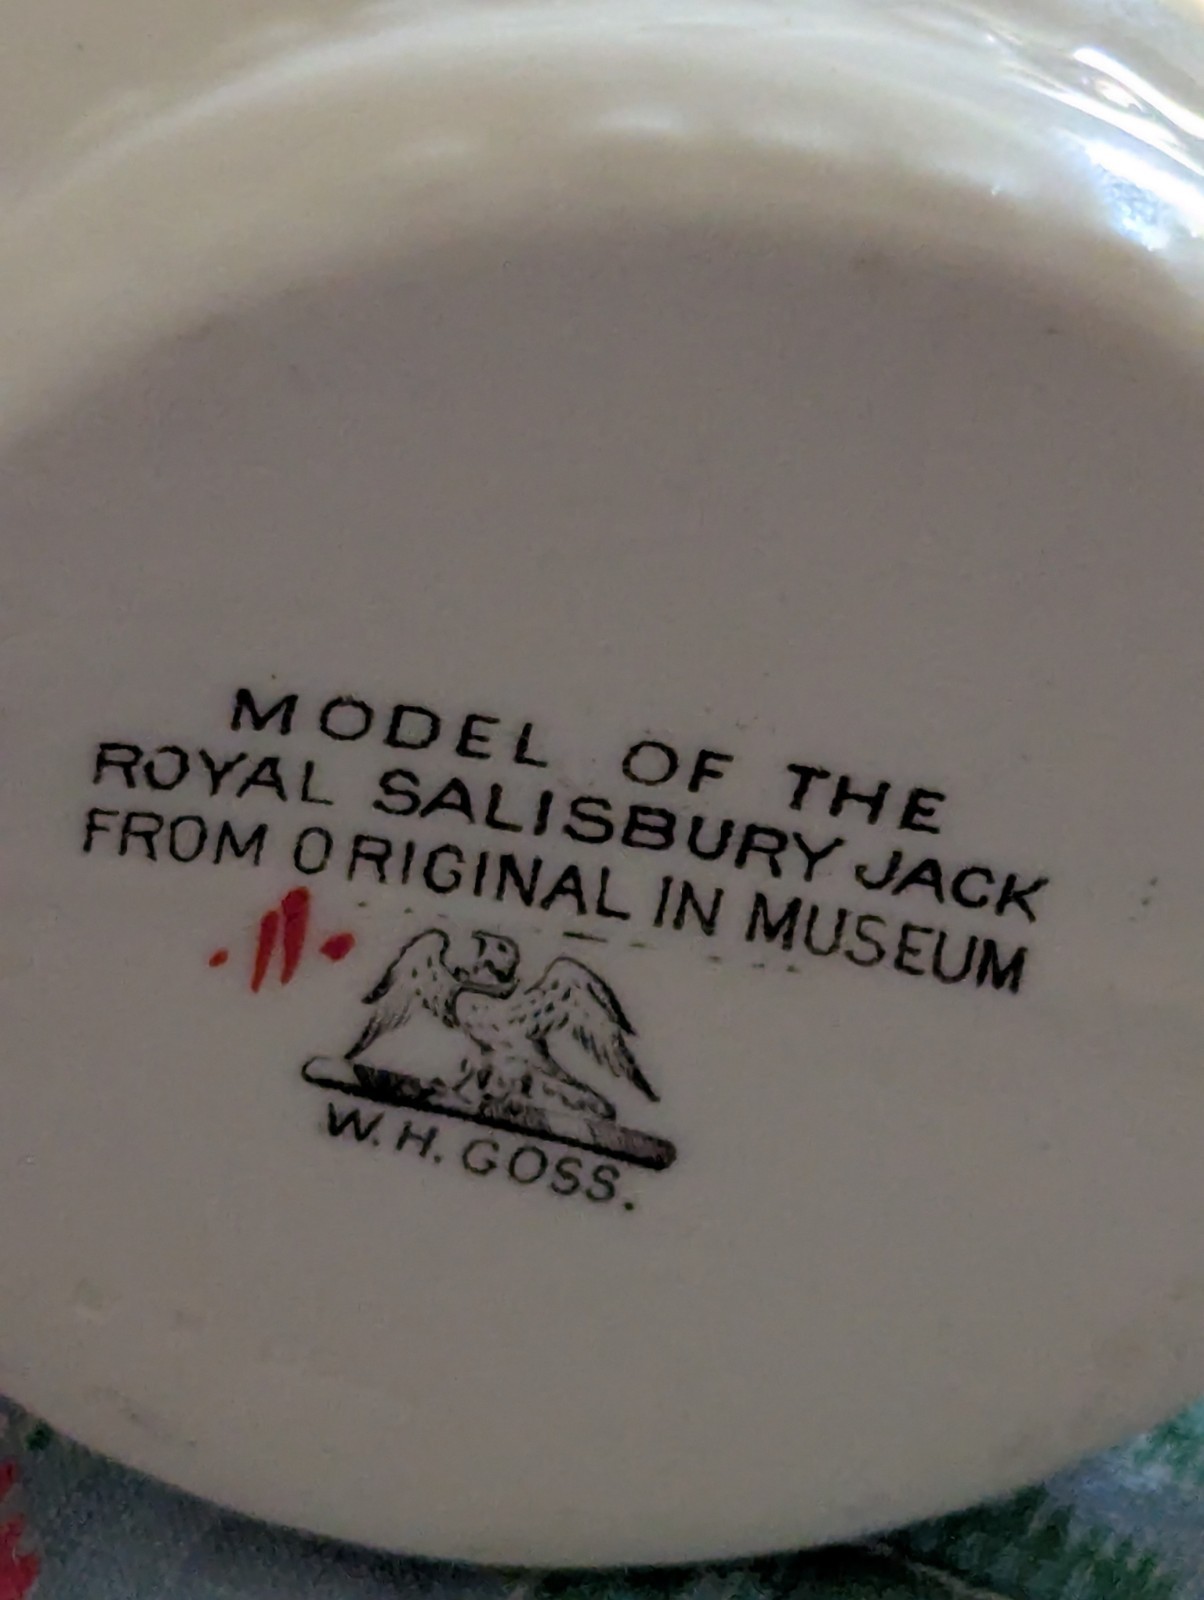 MODEL OF THE
ROYAL SALISBURY JACK
FROM ORIGINAL IN MUSEUM
W. H. GOSS.